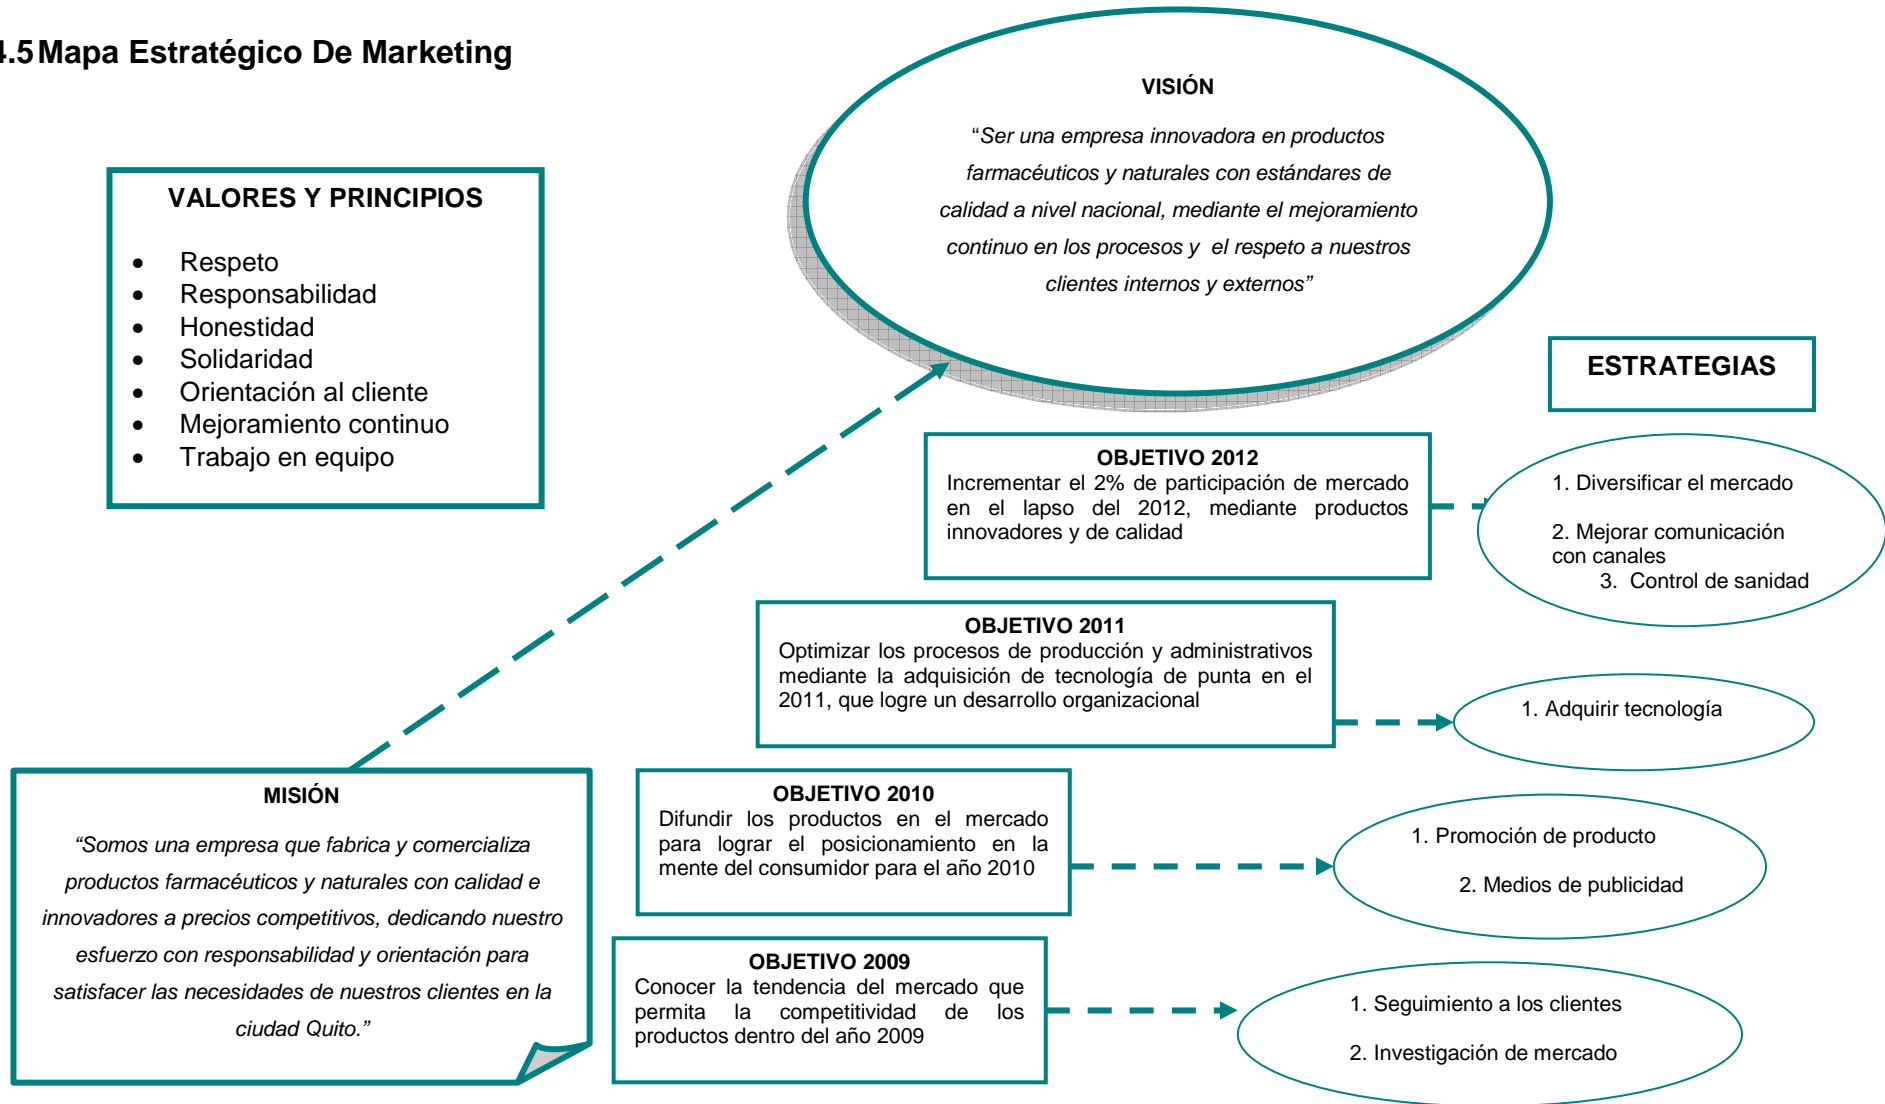 4.5 Mapa Estratégico De Marketing
VALORES Y PRINCIPIOS
• Respeto
• Responsabilidad
• Honestidad
• Solidaridad
• Orientación al cliente
• Mejoramiento continuo
• Trabajo en equipo
VISIÓN
“Ser una empresa innovadora en productos
farmacéuticos y naturales con estándares de
calidad a nivel nacional, mediante el mejoramiento
continuo en los procesos y el respeto a nuestros
clientes internos y externos”
ESTRATEGIAS
OBJETIVO 2012
Incrementar el 2% de participación de mercado
en el lapso del 2012, mediante productos
innovadores y de calidad
1. Diversificar el mercado
2. Mejorar comunicación
con canales
3. Control de sanidad
OBJETIVO 2011
Optimizar los procesos de producción y administrativos
mediante la adquisición de tecnología de punta en el
2011, que logre un desarrollo organizacional
1. Adquirir tecnología
MISIÓN
“Somos una empresa que fabrica y comercializa
productos farmacéuticos y naturales con calidad e
innovadores a precios competitivos, dedicando nuestro
esfuerzo con responsabilidad y orientación para
satisfacer las necesidades de nuestros clientes en la
ciudad Quito.”
OBJETIVO 2010
Difundir los productos en el mercado
para lograr el posicionamiento en la
mente del consumidor para el año 2010
1. Promoción de producto
2. Medios de publicidad
OBJETIVO 2009
Conocer la tendencia del mercado que
permita la competitividad de los
productos dentro del año 2009
1. Seguimiento a los clientes
2. Investigación de mercado